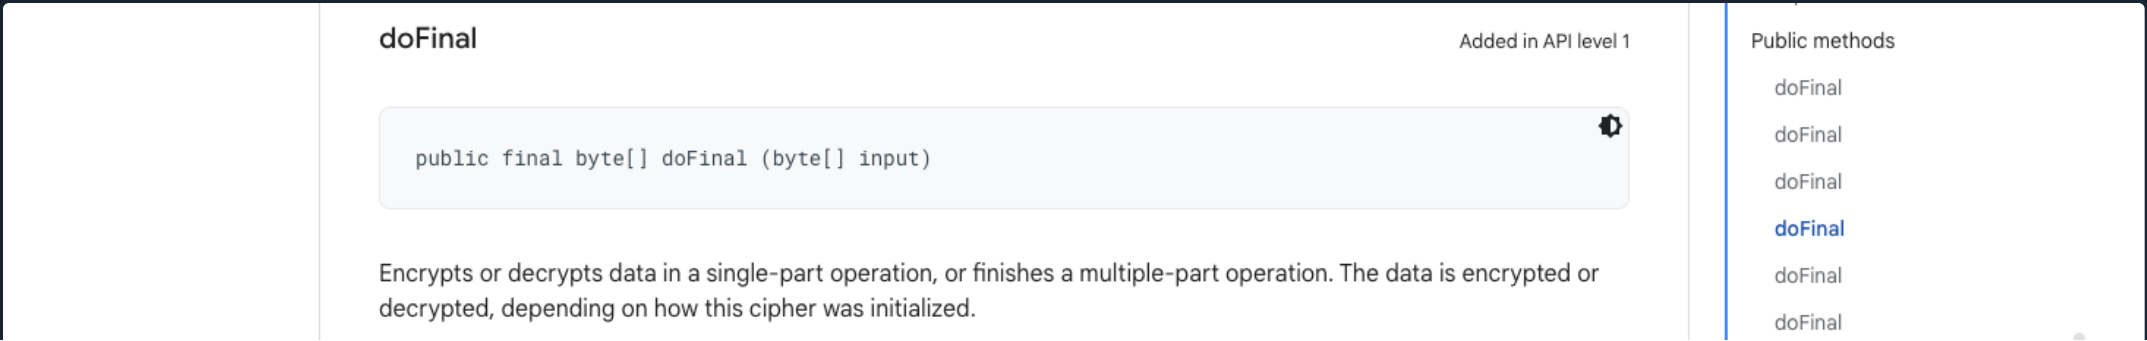 doFinal
Added in API level 1
public final byte[] doFinal (byte[] input)
Encrypts or decrypts data in a single-part operation, or finishes a multiple-part operation. The data is encrypted or
decrypted, depending on how this cipher was initialized.
Public methods
doFinal
doFinal
doFinal
doFinal
doFinal
doFinal